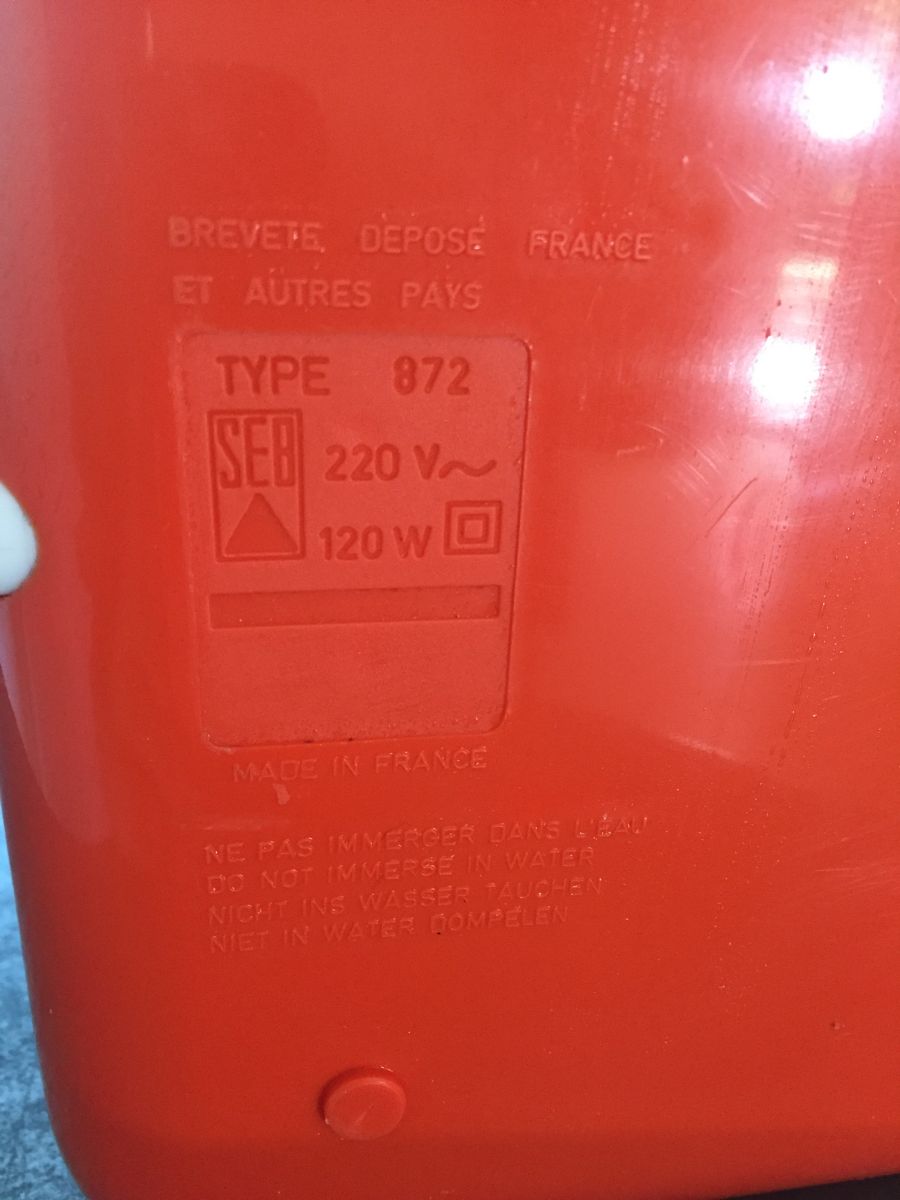 BREVETE DEPOSE FRANCE
ET AUTRES PAYS
TYPE 872
SEB
220 V~
120 W
MADE IN FRANCE
NE PAS IMMERGER DANS L'EAU
DO NOT IMMERSE IN WATER
NICHT INS WASSER TAUCHEN
NIET IN WATER DOMPELEN